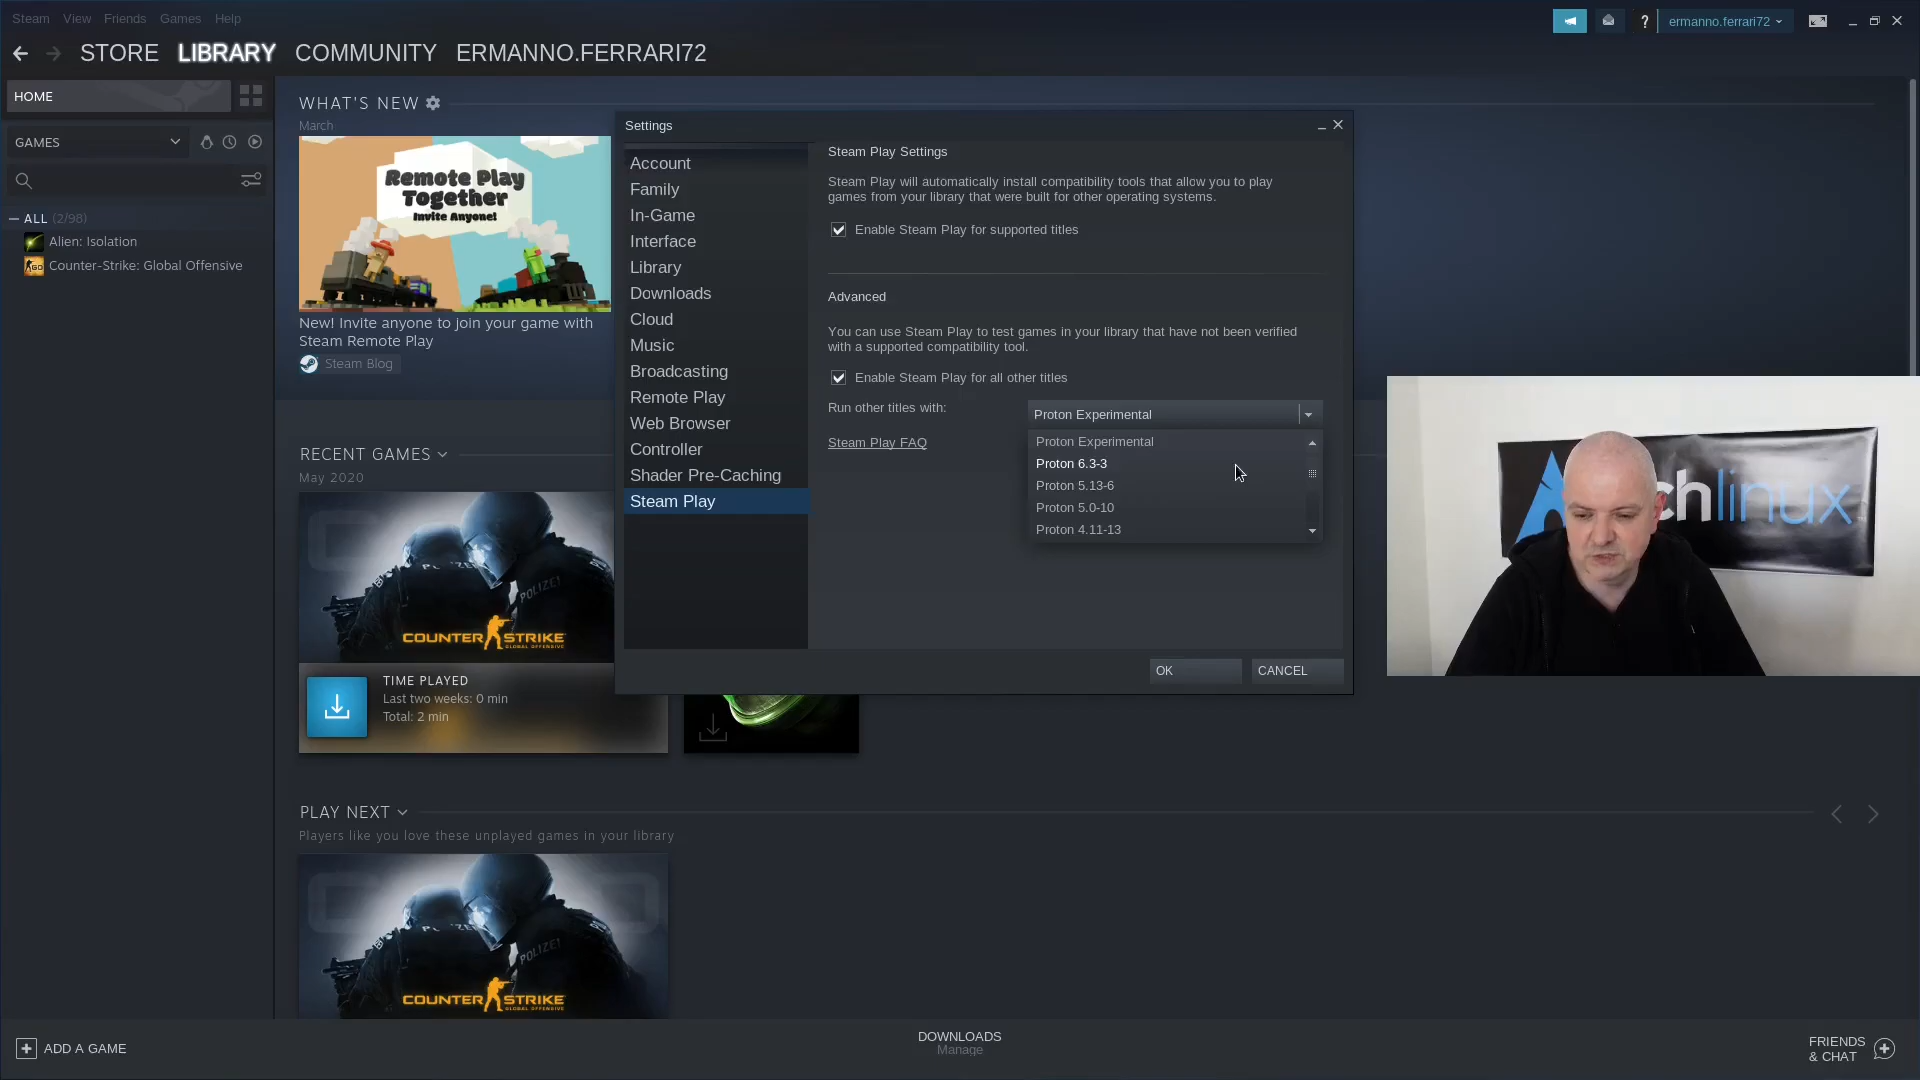 Steam View Friends Games Help
? ermanno.ferrari72
STORE LIBRARY COMMUNITY ERMANNO.FERRARI72
HOME
GAMES
ALL (2/98)
Alien: Isolation
GO Counter-Strike: Global Offensive
WHAT'S NEW
March
Remote Play
Together
Invite Anyone!
New! Invite anyone to join your game with
Steam Remote Play
Steam Blog
RECENT GAMES
May 2020
POLIZEI
COUNTER STRIKE
GLOBAL OFFENSIVE
TIME PLAYED
Last two weeks: 0 min
Total: 2 min
PLAY NEXT
Players like you love these unplayed games in your library
POLIZEI
COUNTER STRIKE
GLOBAL OFFENSIVE
Settings
Account
Family
In-Game
Interface
Library
Downloads
Cloud
Music
Broadcasting
Remote Play
Web Browser
Controller
Shader Pre-Caching
Steam Play
Steam Play Settings
Steam Play will automatically install compatibility tools that allow you to play
games from your library that were built for other operating systems.
Enable Steam Play for supported titles
Advanced
You can use Steam Play to test games in your library that have not been verified
with a supported compatibility tool.
Enable Steam Play for all other titles
Run other titles with: Proton Experimental
Steam Play FAQ
Proton Experimental
Proton 6.3-3
Proton 5.13-6
Proton 5.0-10
Proton 4.11-13
OK CANCEL
chlinux
ADD A GAME
DOWNLOADS
Manage
FRIENDS
& CHAT